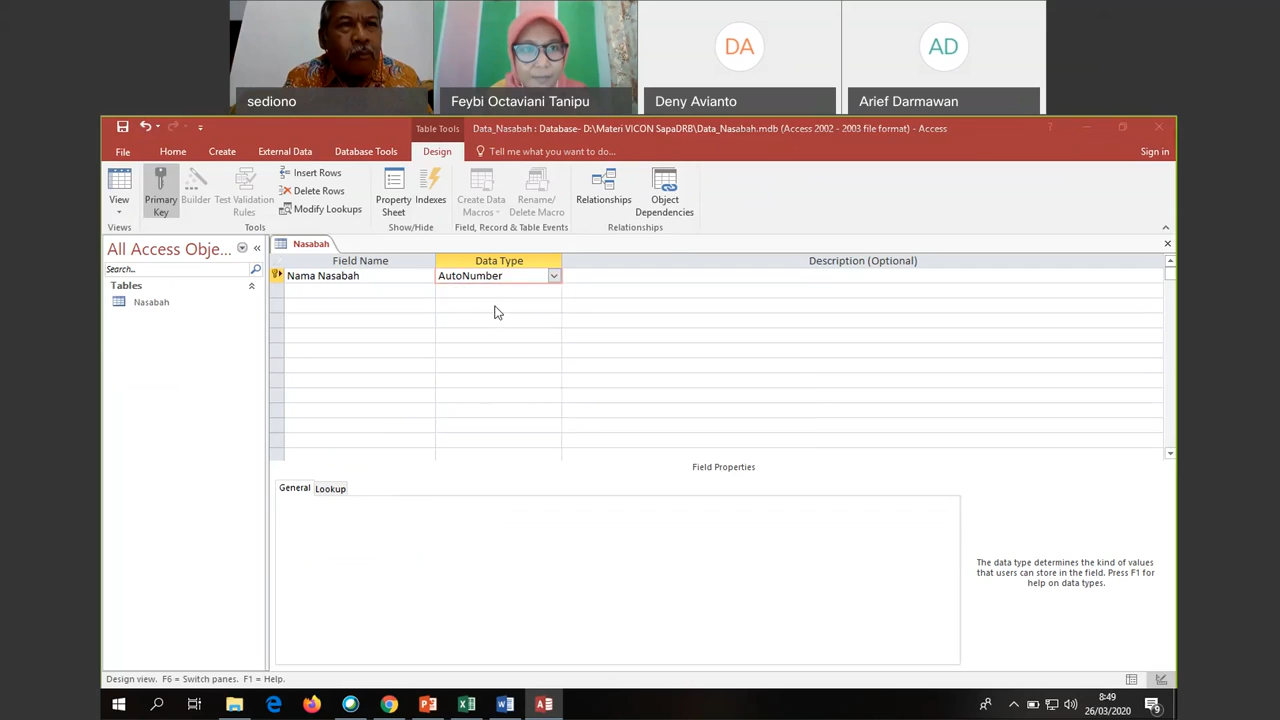 DA
AD
sediono
Feybi Octaviani Tanipu
Deny Avianto
Arief Darmawan
Table Tools
Data_Nasabah : Database- D:\Materi VICON SapaDRB\Data_Nasabah.mdb (Access 2002 - 2003 file format) - Access
File
Home
Create
External Data
Database Tools
Design
Tell me what you want to do...
Sign in
View
Primary Key
Builder
Test Validation Rules
Insert Rows
Delete Rows
Modify Lookups
Property Sheet
Indexes
Create Data Macros
Rename/ Delete Macro
Relationships
Object Dependencies
Views
Tools
Show/Hide
Field, Record & Table Events
Relationships
All Access Obje...
Search...
Tables
Nasabah
Nasabah
Field Name
Data Type
Description (Optional)
Nama Nasabah
AutoNumber
Field Properties
General
Lookup
The data type determines the kind of values
that users can store in the field. Press F1 for
help on data types.
Design view. F6 = Switch panes. F1 = Help.
8:49
26/03/2020
9